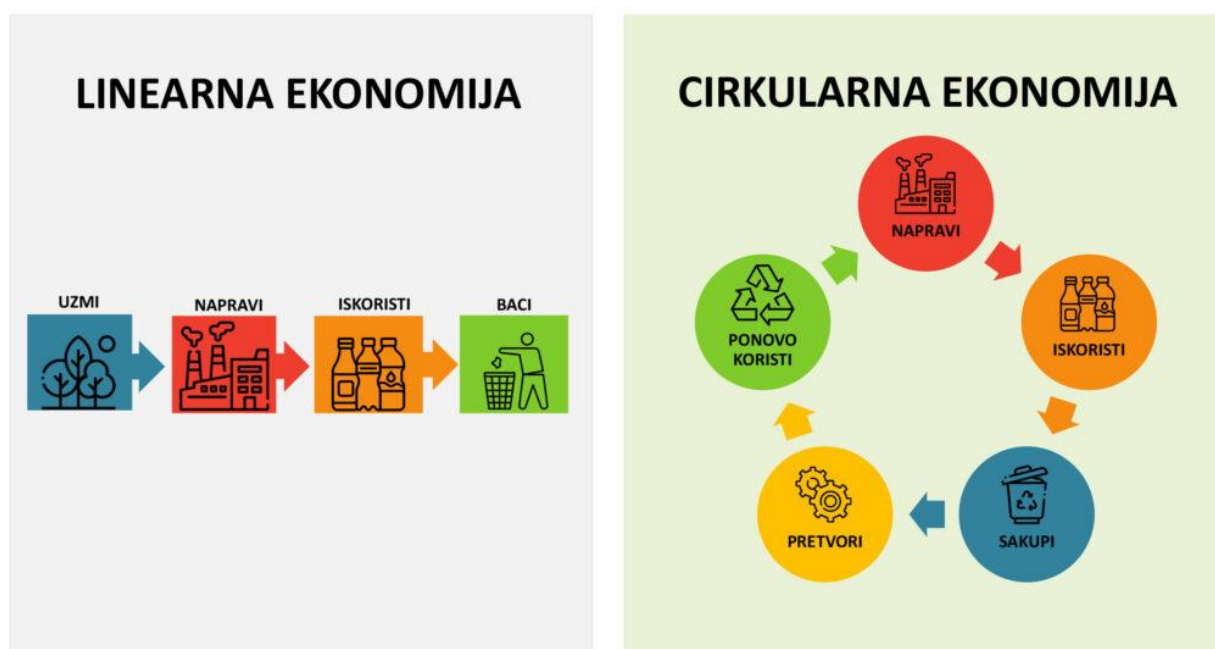 LINEARNA EKONOMIJA
UZMI
NAPRAVI
ISKORISTI
BACI
CIRKULARNA EKONOMIJA
NAPRAVI
ISKORISTI
SAKUPI
PRETVORI
PONOVO
KORISTI